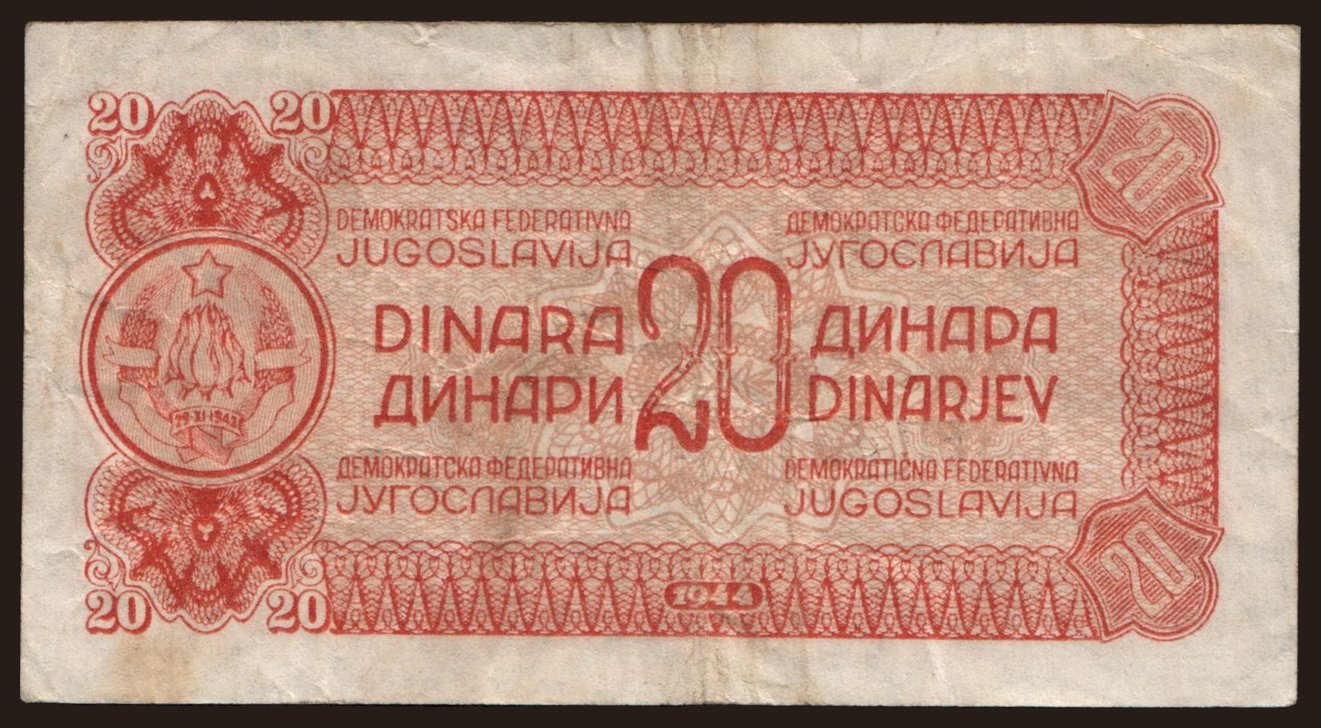 20 20 20
DEMOKRATSKA FEDERATIVNA
JUGOSLAVIJA
ДЕМОКРАТСКА ФЕДЕРАТИВНА
ЈУГОСЛАВИЈА
DINARA
ДИНАРИ
20
ДИНАРА
DINARJEV
29·XI·1943
ДЕМОКРАТСКА ФЕДЕРАТИВНА
ЈУГОСЛАВИЈА
DEMOKRATIČNA FEDERATIVNA
JUGOSLAVIJA
20 20 1944 20